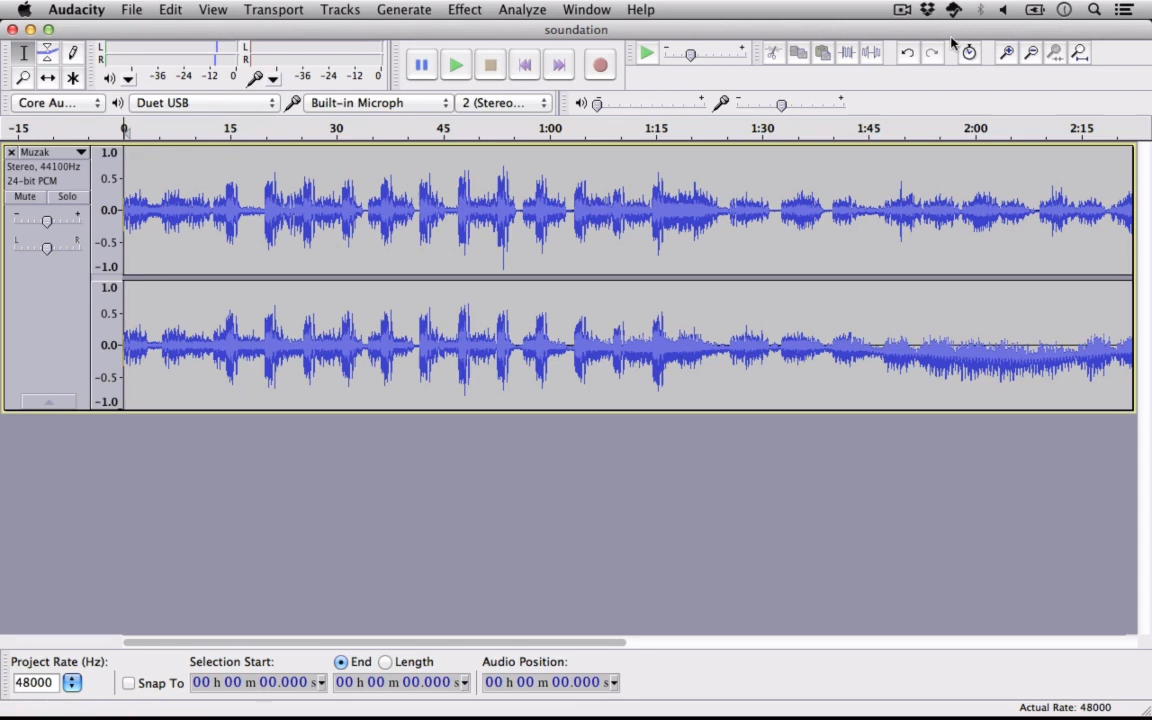 Audacity File Edit View Transport Tracks Generate Effect Analyze Window Help
soundation
L
R
-36 -24 -12 0
L
R
-36 -24 -12 0
- +
Core Au... Duet USB Built-in Microph 2 (Stereo... - + - +
-15 0 15 30 45 1:00 1:15 1:30 1:45 2:00 2:15
Muzak
Stereo, 44100Hz
24-bit PCM
Mute Solo
- +
L R
1.0
0.5
0.0
-0.5
-1.0
1.0
0.5
0.0
-0.5
-1.0
Project Rate (Hz): Selection Start: End Length Audio Position:
48000 Snap To 00 h 00 m 00.000 s 00 h 00 m 00.000 s 00 h 00 m 00.000 s
Actual Rate: 48000